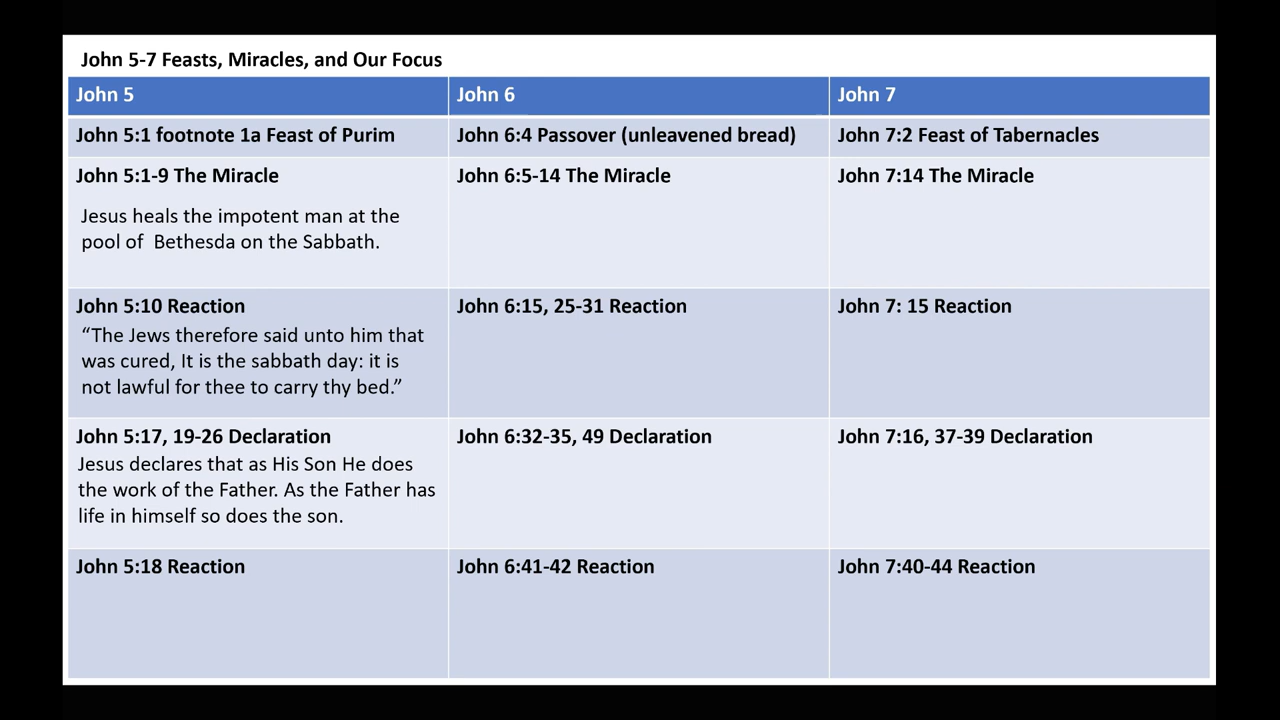 John 5-7 Feasts, Miracles, and Our Focus
John 5
John 6
John 7
John 5:1 footnote 1a Feast of Purim
John 6:4 Passover (unleavened bread)
John 7:2 Feast of Tabernacles
John 5:1-9 The Miracle
Jesus heals the impotent man at the
pool of  Bethesda on the Sabbath.
John 6:5-14 The Miracle
John 7:14 The Miracle
John 5:10 Reaction
“The Jews therefore said unto him that
was cured, It is the sabbath day: it is
not lawful for thee to carry thy bed.”
John 6:15, 25-31 Reaction
John 7: 15 Reaction
John 5:17, 19-26 Declaration
Jesus declares that as His Son He does
the work of the Father. As the Father has
life in himself so does the son.
John 6:32-35, 49 Declaration
John 7:16, 37-39 Declaration
John 5:18 Reaction
John 6:41-42 Reaction
John 7:40-44 Reaction